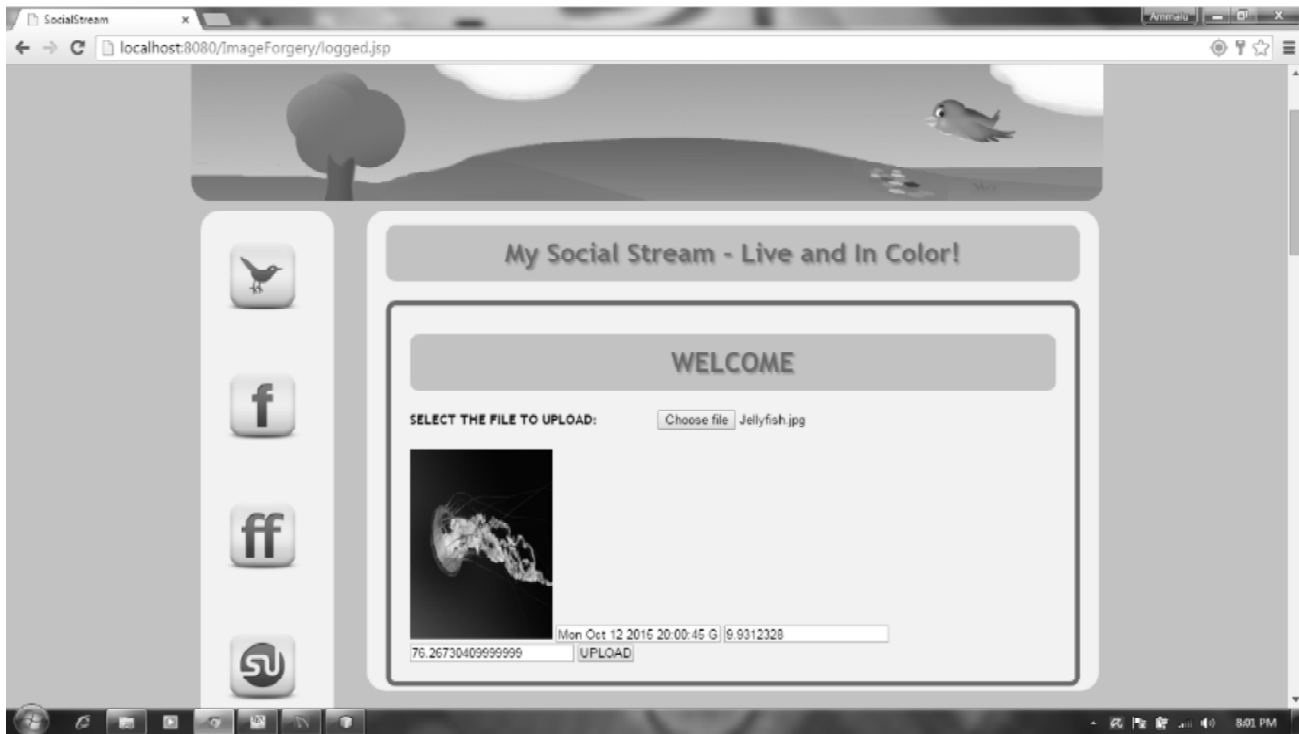 SocialStream
Ammalu
localhost:8080/ImageForgery/logged.jsp
My Social Stream - Live and In Color!
WELCOME
SELECT THE FILE TO UPLOAD: Choose file Jellyfish.jpg
Mon Oct 12 2015 20:00:45 G 9.9312328
76.26730409999999 UPLOAD
f
ff
8:01 PM